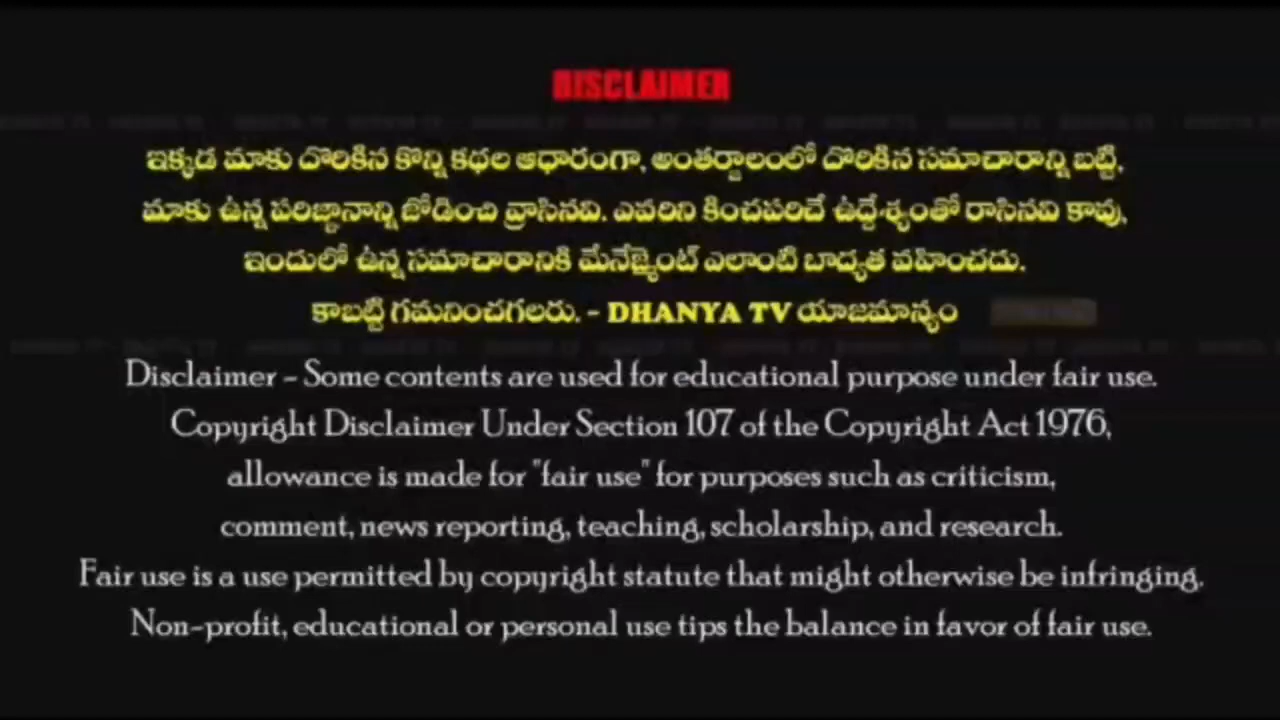 DISCLAIMER
ఇక్కడ మాకు దొరికిన కొన్ని కథల ఆధారంగా, అంతర్జాలంలో దొరికిన సమాచారాన్ని బట్టి,
మాకు ఉన్న పరిజ్ఞానాన్ని జోడించి వ్రాసినవి. ఎవరిని కించపరిచే ఉద్దేశ్యంతో రాసినవి కావు,
ఇందులో ఉన్న సమాచారానికి మేనేజ్మెంట్ ఎలాంటి బాద్యత వహించదు.
కాబట్టి గమనించగలరు. - DHANYA TV యాజమాన్యం
Disclaimer - Some contents are used for educational purpose under fair use.
Copyright Disclaimer Under Section 107 of the Copyright Act 1976,
allowance is made for "fair use" for purposes such as criticism,
comment, news reporting, teaching, scholarship, and research.
Fair use is a use permitted by copyright statute that might otherwise be infringing.
Non-profit, educational or personal use tips the balance in favor of fair use.